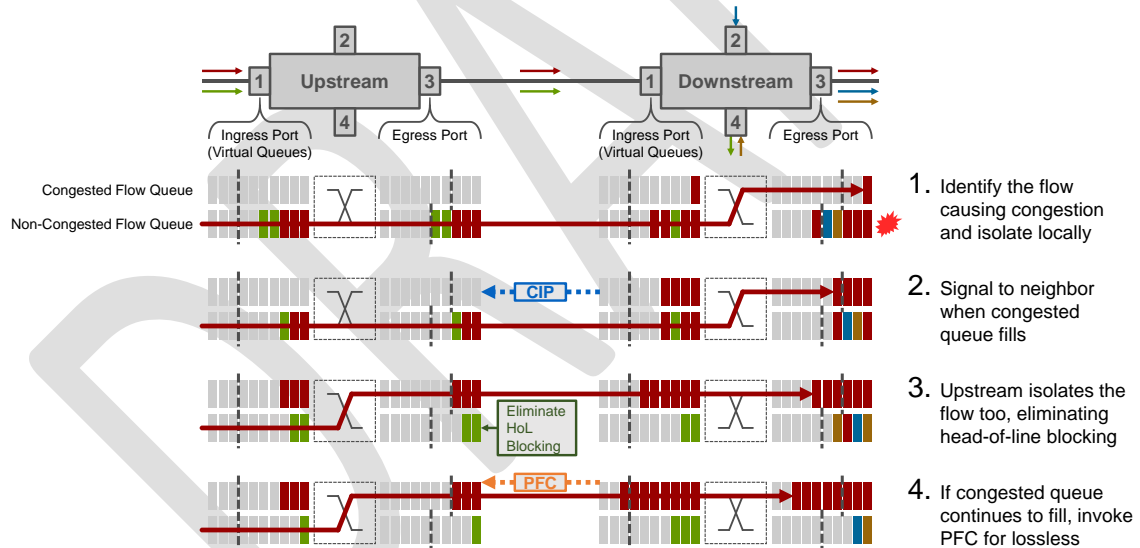 DRAFT
2
2
1
Upstream
3
1
Downstream
3
4
4
Ingress Port
(Virtual Queues)
Egress Port
Ingress Port
(Virtual Queues)
Egress Port
Congested Flow Queue
Non-Congested Flow Queue
1. Identify the flow
causing congestion
and isolate locally
CIP
2. Signal to neighbor
when congested
queue fills
Eliminate
HoL
Blocking
3. Upstream isolates the
flow too, eliminating
head-of-line blocking
PFC
4. If congested queue
continues to fill, invoke
PFC for lossless